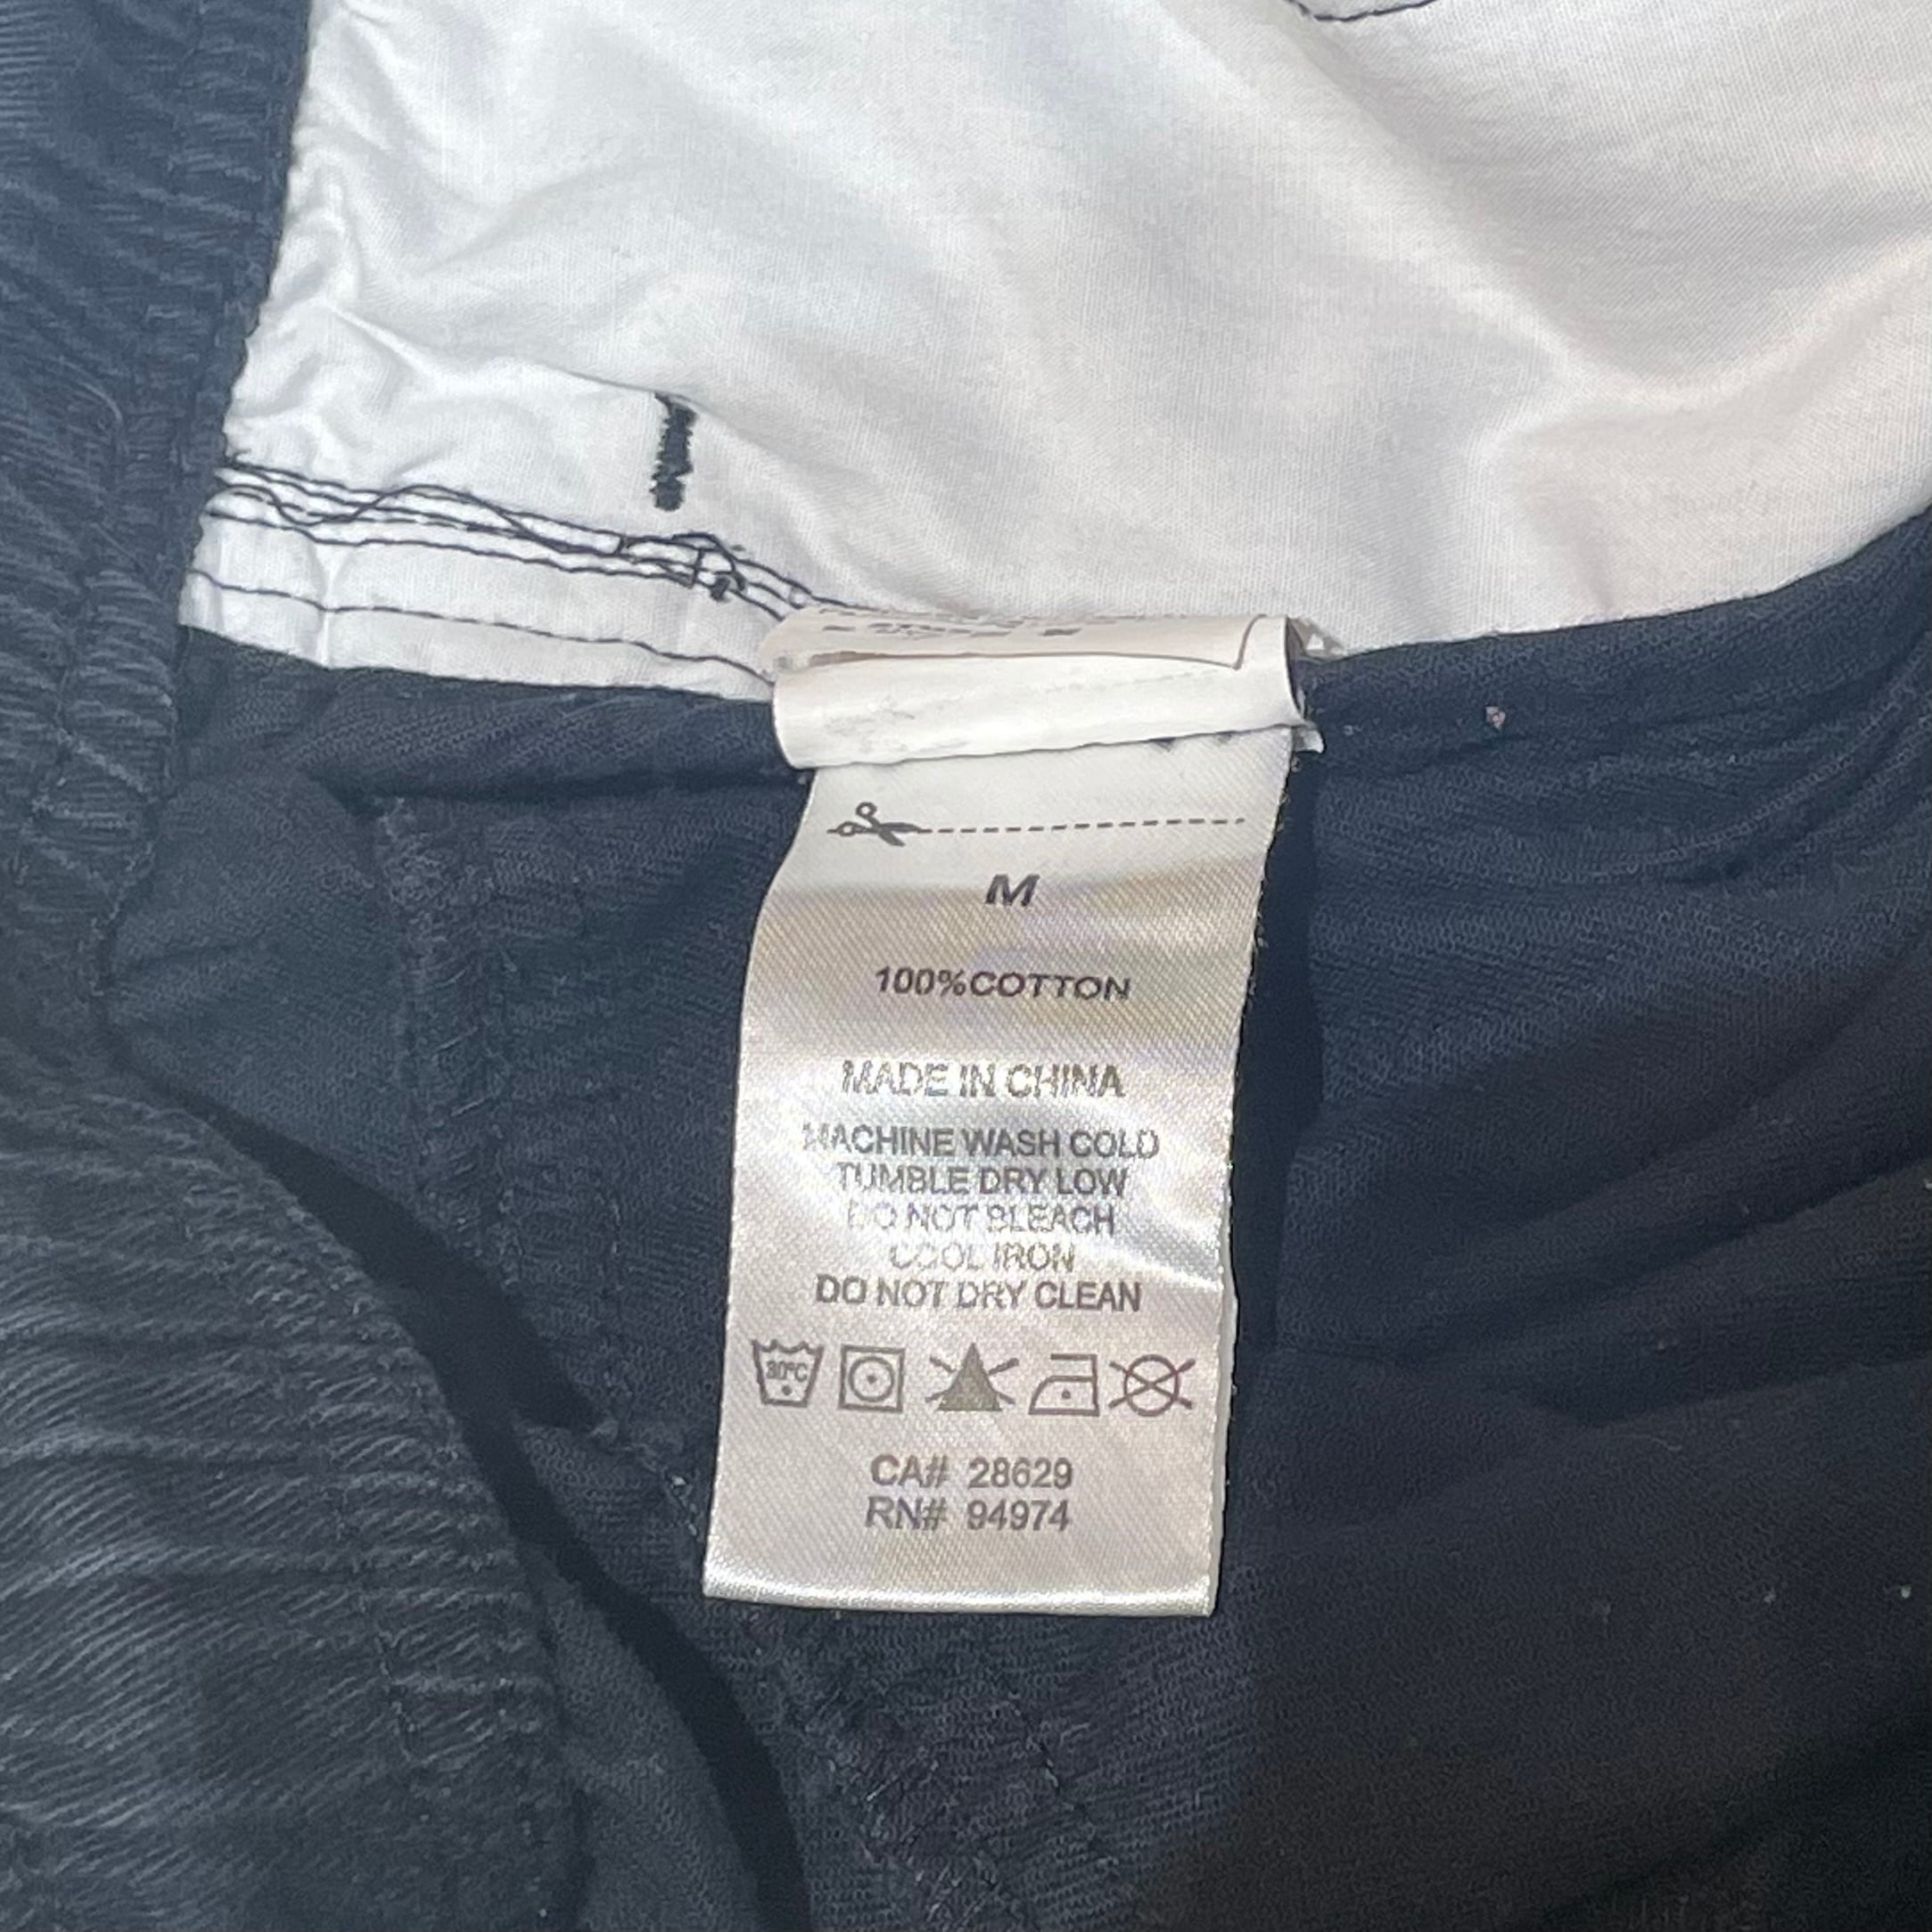 M
100%COTTON
MADE IN CHINA
MACHINE WASH COLD
TUMBLE DRY LOW
DO NOT BLEACH
COOL IRON
DO NOT DRY CLEAN
30°C
CA# 28629
RN# 94974